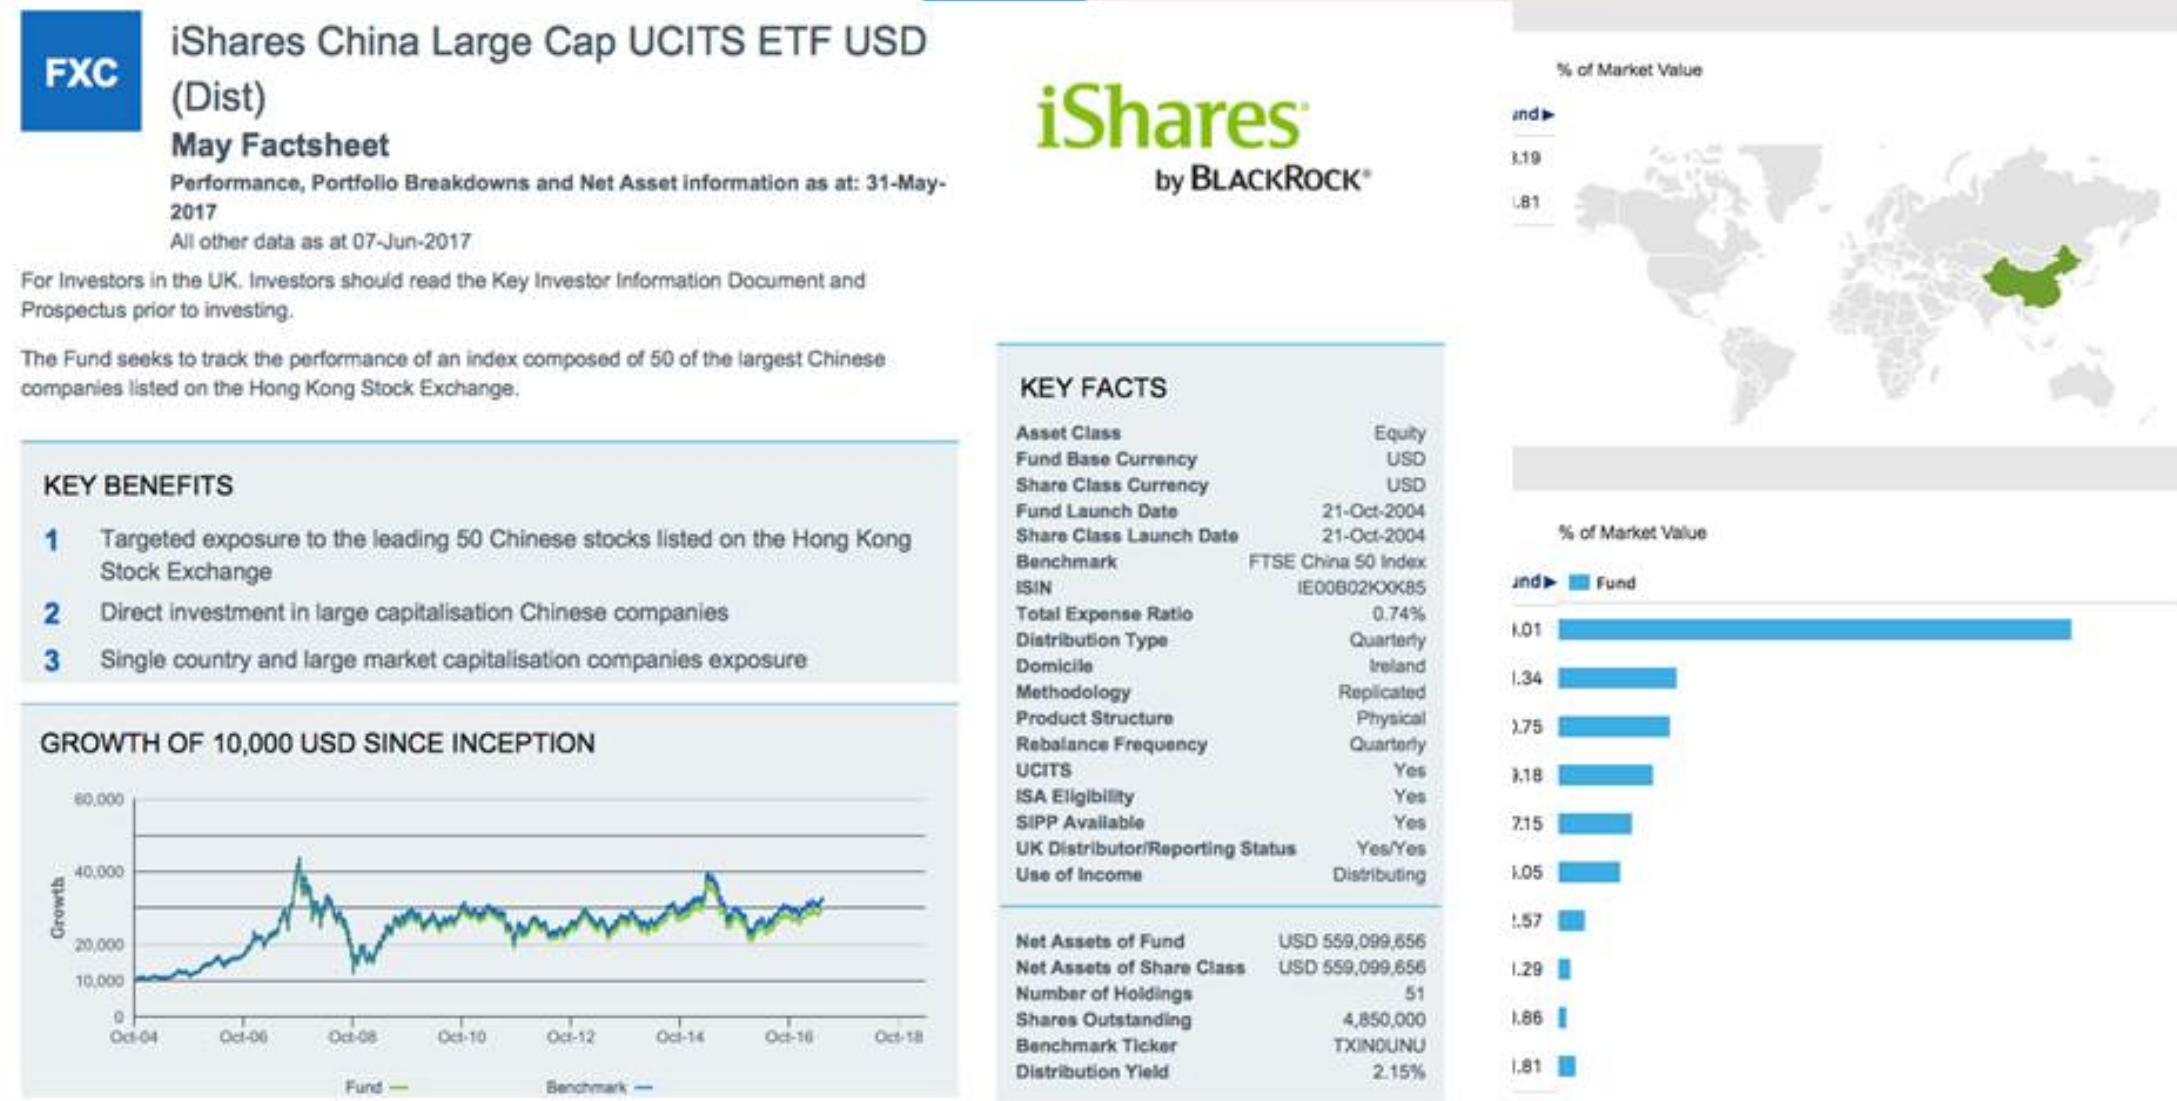 FXC
iShares China Large Cap UCITS ETF USD
(Dist)
May Factsheet
Performance, Portfolio Breakdowns and Net Asset information as at: 31-May-
2017
All other data as at 07-Jun-2017
For Investors in the UK. Investors should read the Key Investor Information Document and
Prospectus prior to investing.
The Fund seeks to track the performance of an index composed of 50 of the largest Chinese
companies listed on the Hong Kong Stock Exchange.
KEY BENEFITS
1 Targeted exposure to the leading 50 Chinese stocks listed on the Hong Kong
Stock Exchange
2 Direct investment in large capitalisation Chinese companies
3 Single country and large market capitalisation companies exposure
GROWTH OF 10,000 USD SINCE INCEPTION
Growth
60,000
40,000
20,000
10,000
0
Oct-04 Oct-06 Oct-08 Oct-10 Oct-12 Oct-14 Oct-16 Oct-18
Fund Benchmark
iShares®
by BLACKROCK®
KEY FACTS
Asset Class Equity
Fund Base Currency USD
Share Class Currency USD
Fund Launch Date 21-Oct-2004
Share Class Launch Date 21-Oct-2004
Benchmark FTSE China 50 Index
ISIN IE00B02KXK85
Total Expense Ratio 0.74%
Distribution Type Quarterly
Domicile Ireland
Methodology Replicated
Product Structure Physical
Rebalance Frequency Quarterly
UCITS Yes
ISA Eligibility Yes
SIPP Available Yes
UK Distributor/Reporting Status Yes/Yes
Use of Income Distributing
Net Assets of Fund USD 559,099,656
Net Assets of Share Class USD 559,099,656
Number of Holdings 51
Shares Outstanding 4,850,000
Benchmark Ticker TXIN0UNU
Distribution Yield 2.15%
% of Market Value
und▶
.19
.81
% of Market Value
und▶ Fund
.01
.34
.75
.18
7.15
.05
.57
.29
.86
.81